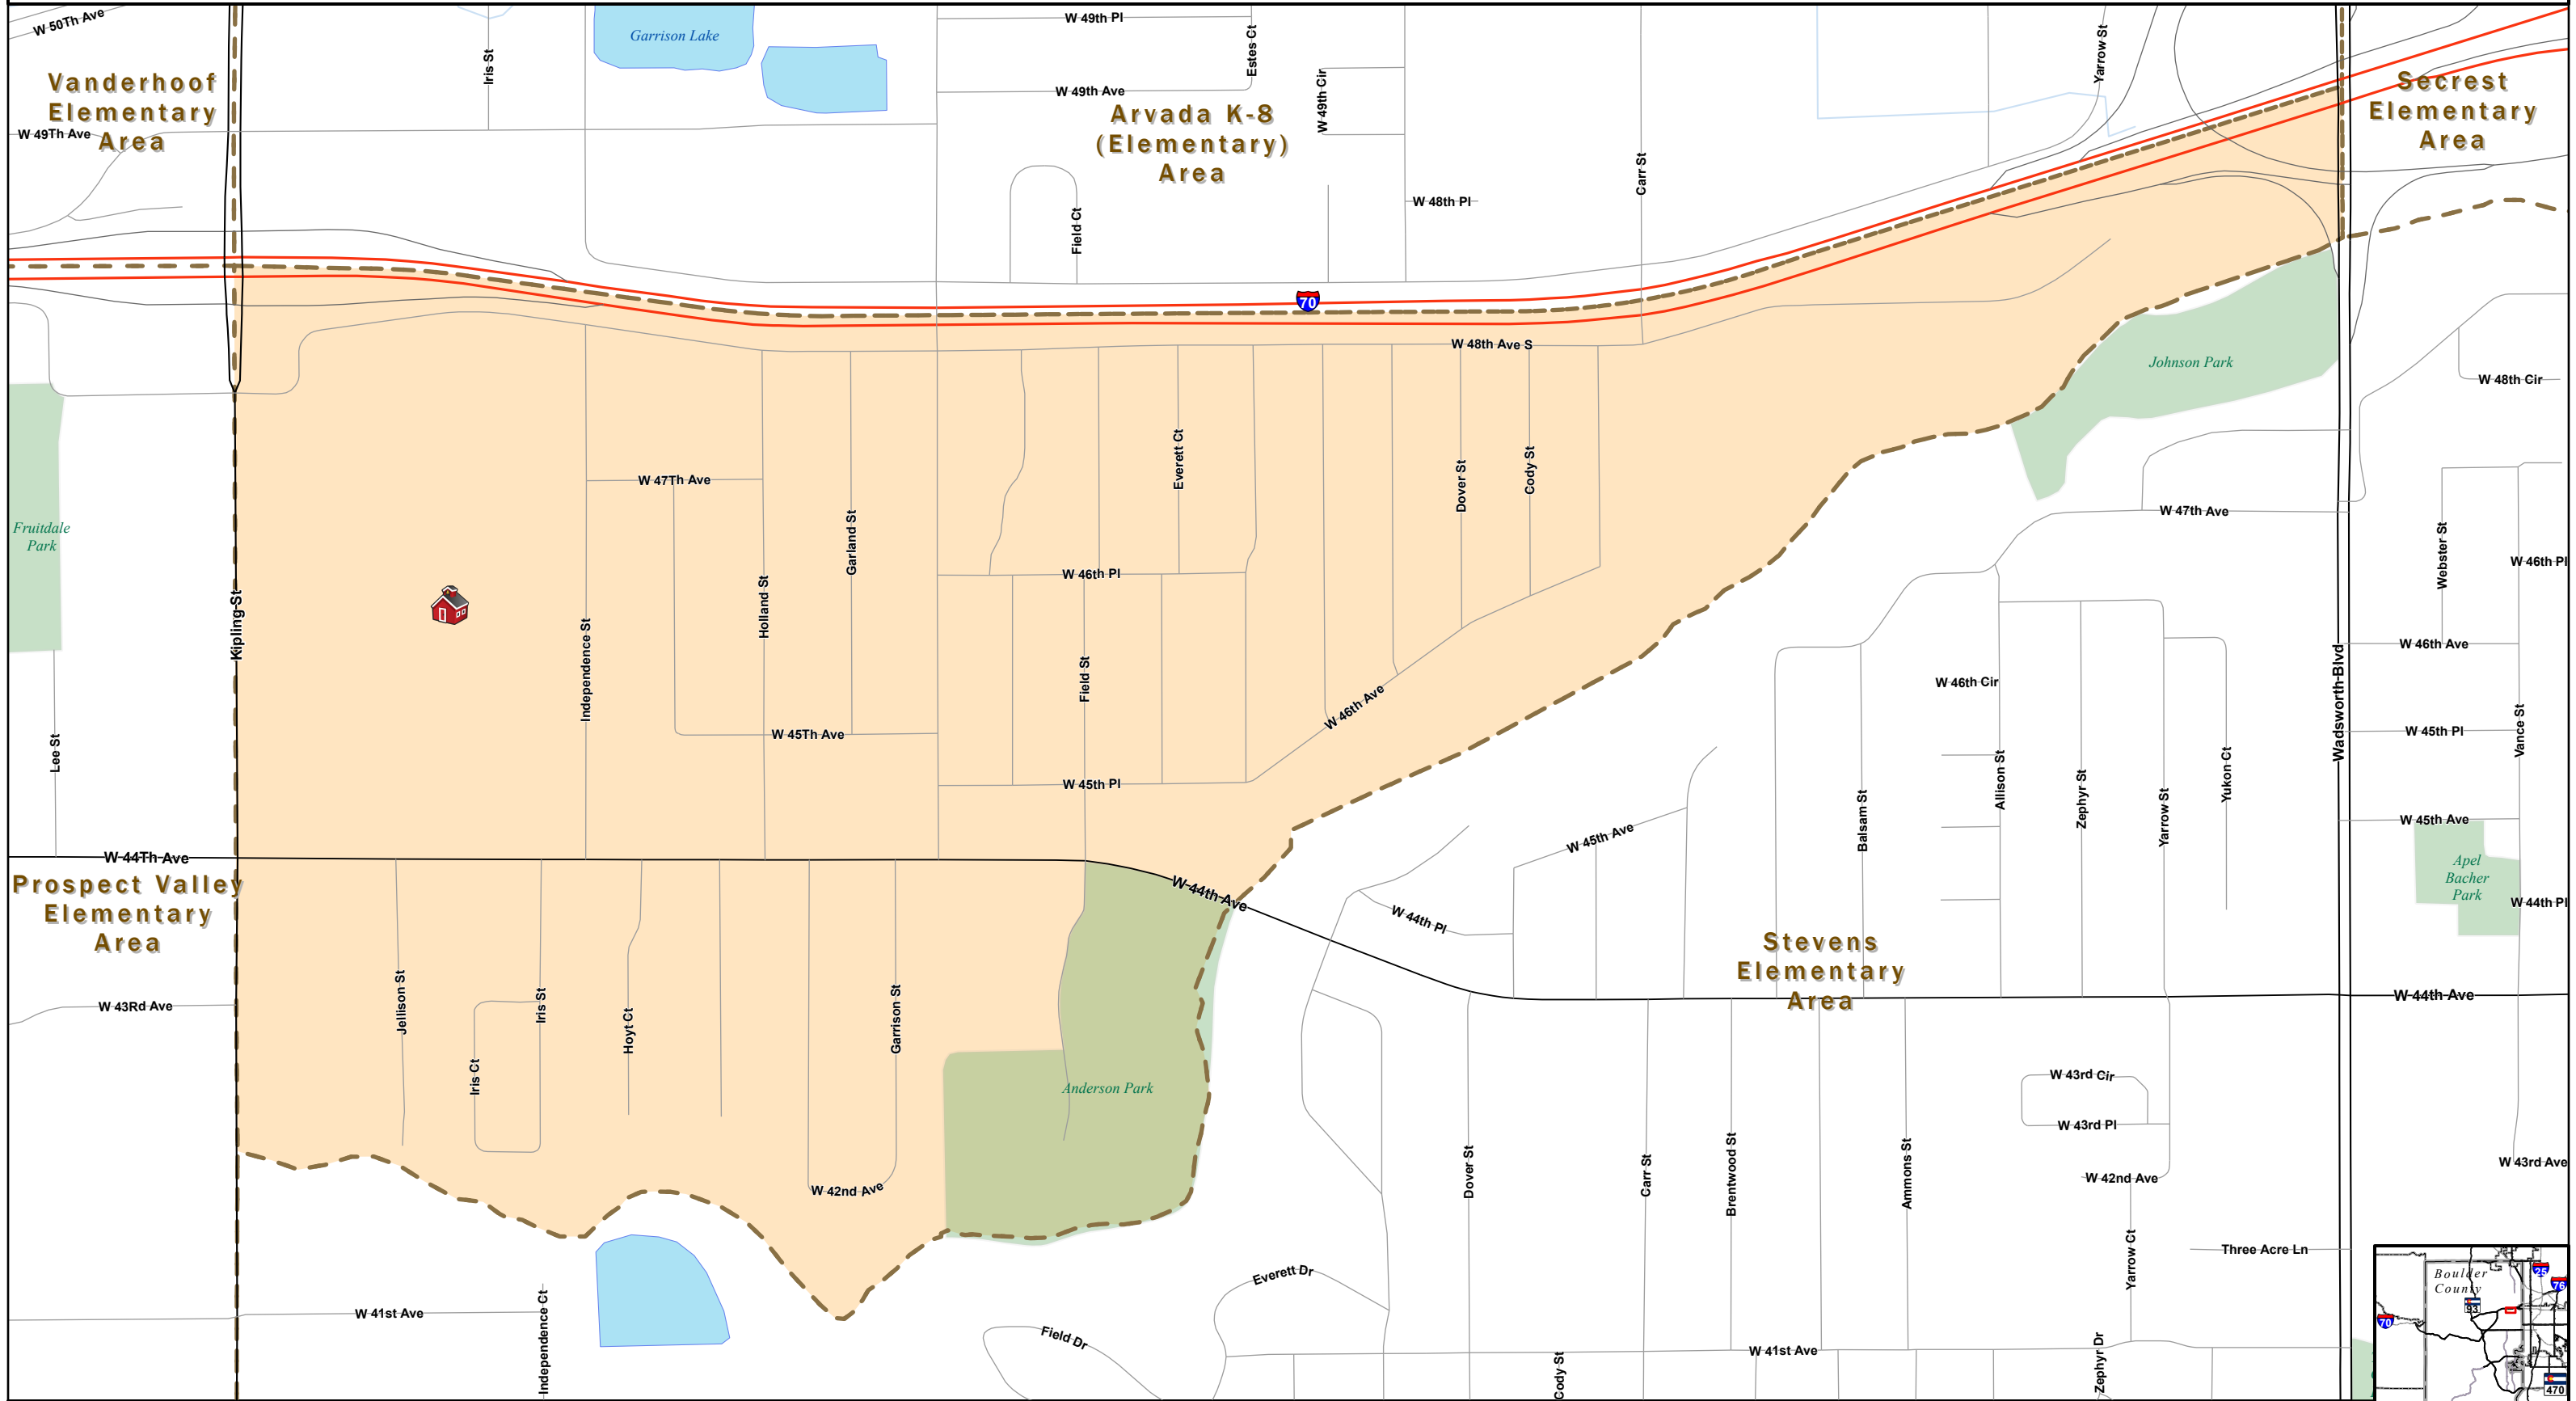 W 50Th Ave
Iris St
Garrison Lake
W 49th Pl
Estes Ct
Yarrow St
Vanderhoof
Elementary
Area
W 49Th Ave
W 49th Ave
W 49th Cir
Arvada K-8
(Elementary)
Area
Secrest
Elementary
Area
Carr St
W 48th Pl
Field Ct
70
W 48th Ave S
Johnson Park
W 48th Cir
Everett Ct
Dover St
Cody St
W 47Th Ave
W 47th Ave
Fruitdale
Park
Garland St
Webster St
W 46th Pl
W 46th Pl
Kipling St
Holland St
Independence St
Field St
W 46th Ave
W 46th Ave
W 46th Cir
Wadsworth Blvd
Lee St
W 45Th Ave
W 45th Pl
W 45th Pl
Vance St
Allison St
Zephyr St
Yarrow St
Yukon Ct
Balsam St
W 45th Ave
W 45th Ave
W 44Th Ave
Prospect Valley
Elementary
Area
W 44th Ave
W 44th Pl
Apel
Bacher
Park
W 44th Pl
Stevens
Elementary
Area
W 44th Ave
W 43Rd Ave
Jellison St
Iris St
Iris Ct
Hoyt Ct
Garrison St
Anderson Park
W 43rd Cir
W 43rd Pl
W 43rd Ave
Dover St
Carr St
Brentwood St
Ammons St
W 42nd Ave
W 42nd Ave
Yarrow Ct
Three Acre Ln
Everett Dr
Field Dr
W 41st Ave
Independence Ct
Cody St
W 41st Ave
Zephyr Dr
Boulder
County
25
76
93
70
470